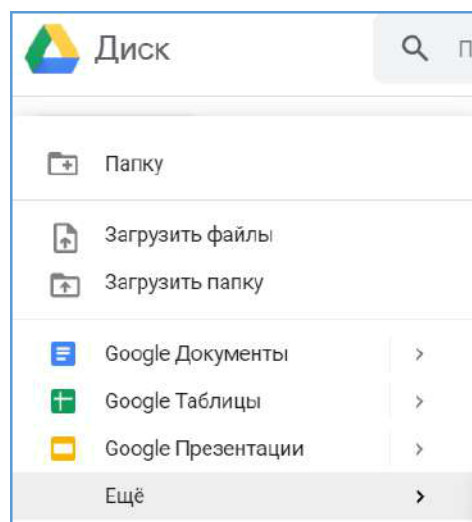 Диск
П
Папку
Загрузить файлы
Загрузить папку
Google Документы
Google Таблицы
Google Презентации
Ещё